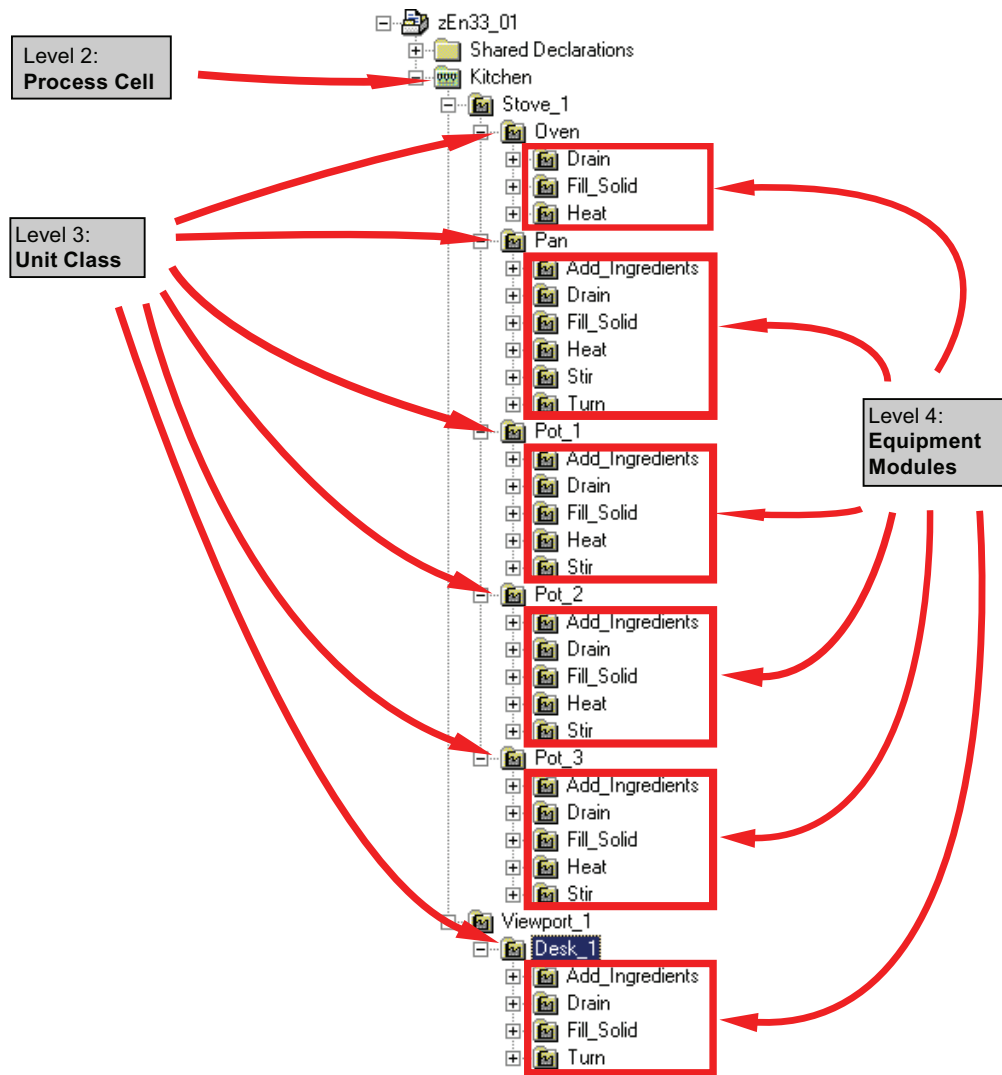 zEn33_01
Shared Declarations
Level 2:
Process Cell
Kitchen
Stove_1
Oven
Drain
Fill_Solid
Heat
Level 3:
Unit Class
Pan
Add_Ingredients
Drain
Fill_Solid
Heat
Stir
Turn
Level 4:
Equipment
Modules
Pot_1
Add_Ingredients
Drain
Fill_Solid
Heat
Stir
Pot_2
Add_Ingredients
Drain
Fill_Solid
Heat
Stir
Pot_3
Add_Ingredients
Drain
Fill_Solid
Heat
Stir
Viewport_1
Desk_1
Add_Ingredients
Drain
Fill_Solid
Turn